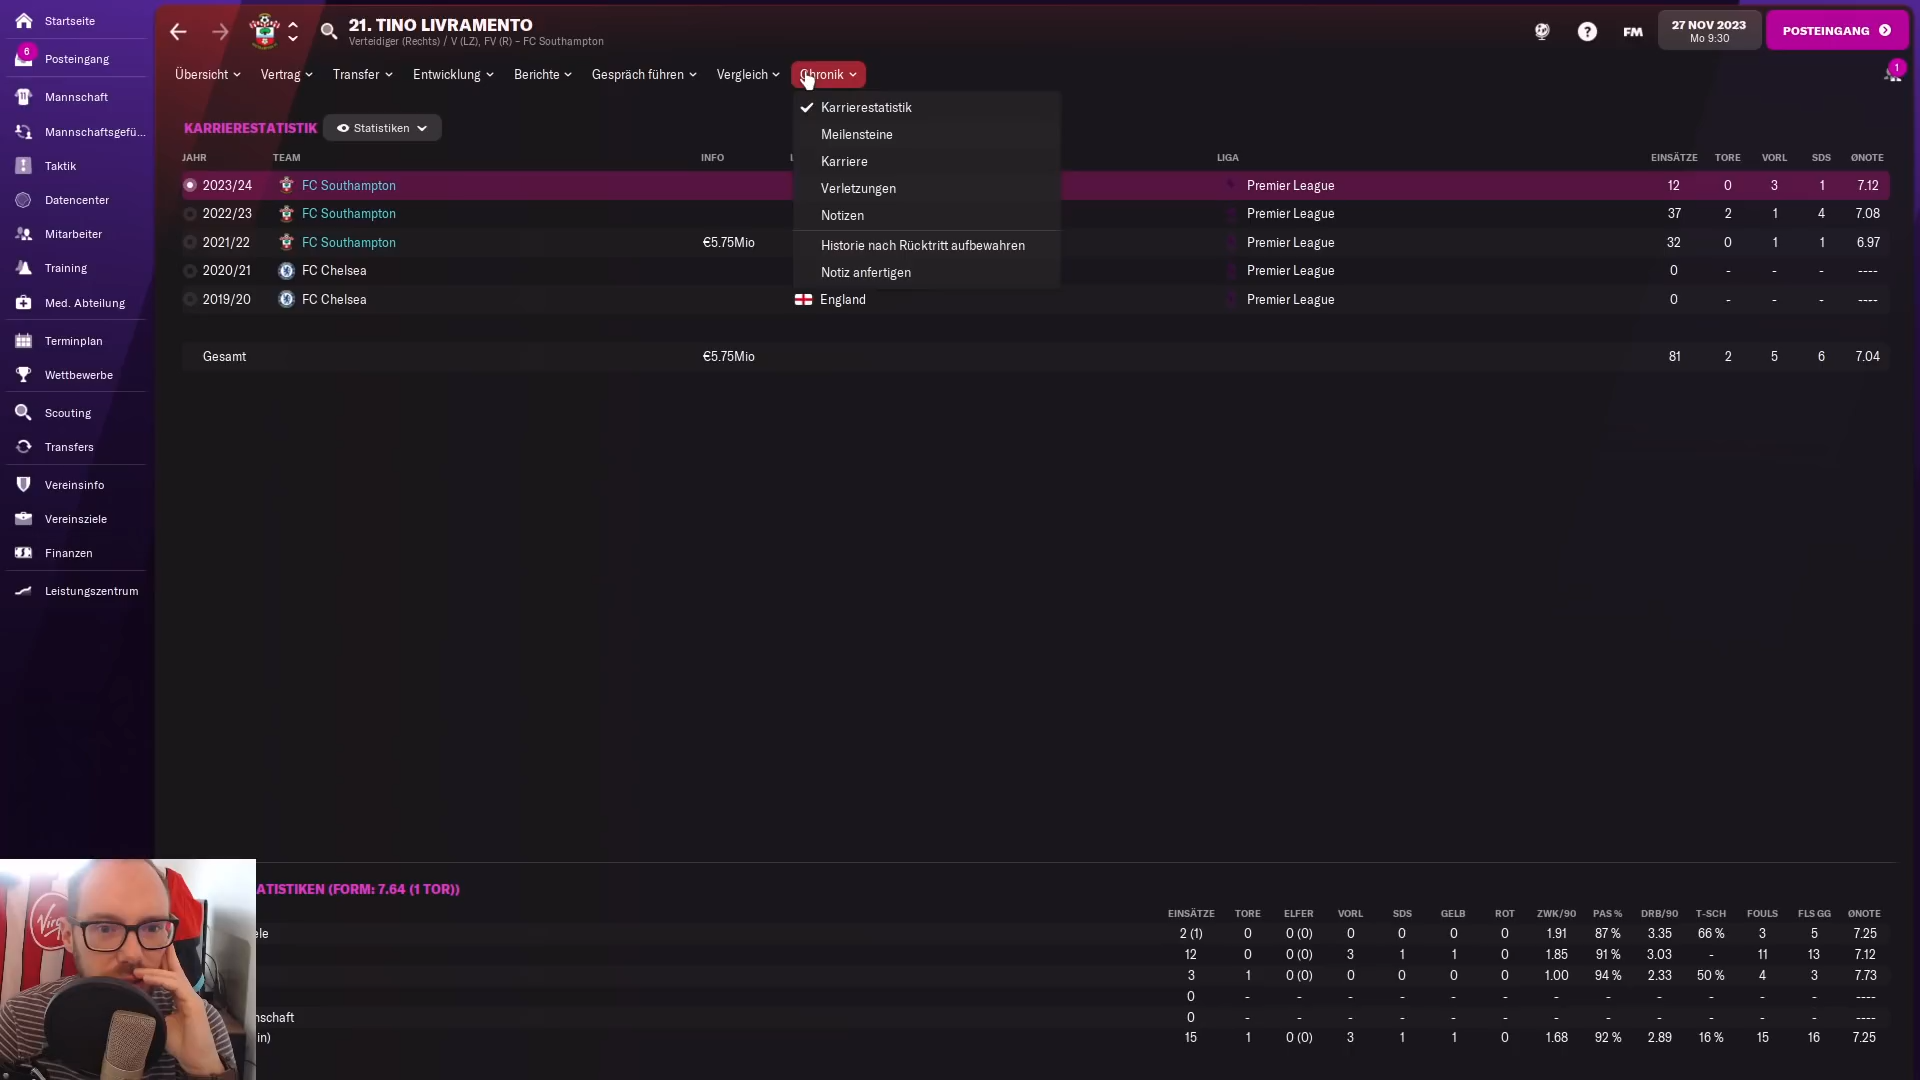 Startseite
6
Posteingang
Mannschaft
Mannschaftsgefü...
Taktik
Datencenter
Mitarbeiter
Training
Med. Abteilung
Terminplan
Wettbewerbe
Scouting
Transfers
Vereinsinfo
Vereinsziele
Finanzen
Leistungszentrum
21. TINO LIVRAMENTO
Verteidiger (Rechts) / V (LZ), FV (R) - FC Southampton
? FM
27 NOV 2023
Mo 9:30
POSTEINGANG
1
Übersicht Vertrag Transfer Entwicklung Berichte Gespräch führen Vergleich Chronik
Karrierestatistik
Meilensteine
Karriere
Verletzungen
Notizen
Historie nach Rücktritt aufbewahren
Notiz anfertigen
KARRIERESTATISTIK Statistiken
JAHR TEAM INFO LIGA EINSÄTZE TORE VORL SDS ØNOTE
2023/24 FC Southampton Premier League 12 0 3 1 7.12
2022/23 FC Southampton Premier League 37 2 1 4 7.08
2021/22 FC Southampton €5.75Mio Premier League 32 0 1 1 6.97
2020/21 FC Chelsea Premier League 0 - - - ----
2019/20 FC Chelsea England Premier League 0 - - - ----
Gesamt €5.75Mio 81 2 5 6 7.04
ATISTIKEN (FORM: 7.64 (1 TOR))
EINSÄTZE TORE ELFER VORL SDS GELB ROT ZWK/90 PAS % DRB/90 T-SCH FOULS FLS GG ØNOTE
ele 2 (1) 0 0 (0) 0 0 0 0 1.91 87 % 3.35 66 % 3 5 7.25
12 0 0 (0) 3 1 1 0 1.85 91 % 3.03 - 11 13 7.12
3 1 0 (0) 0 0 0 0 1.00 94 % 2.33 50 % 4 3 7.73
0 - - - - - - - - - - - - ----
nschaft 0 - - - - - - - - - - - - ----
in) 15 1 0 (0) 3 1 1 0 1.68 92 % 2.89 16 % 15 16 7.25